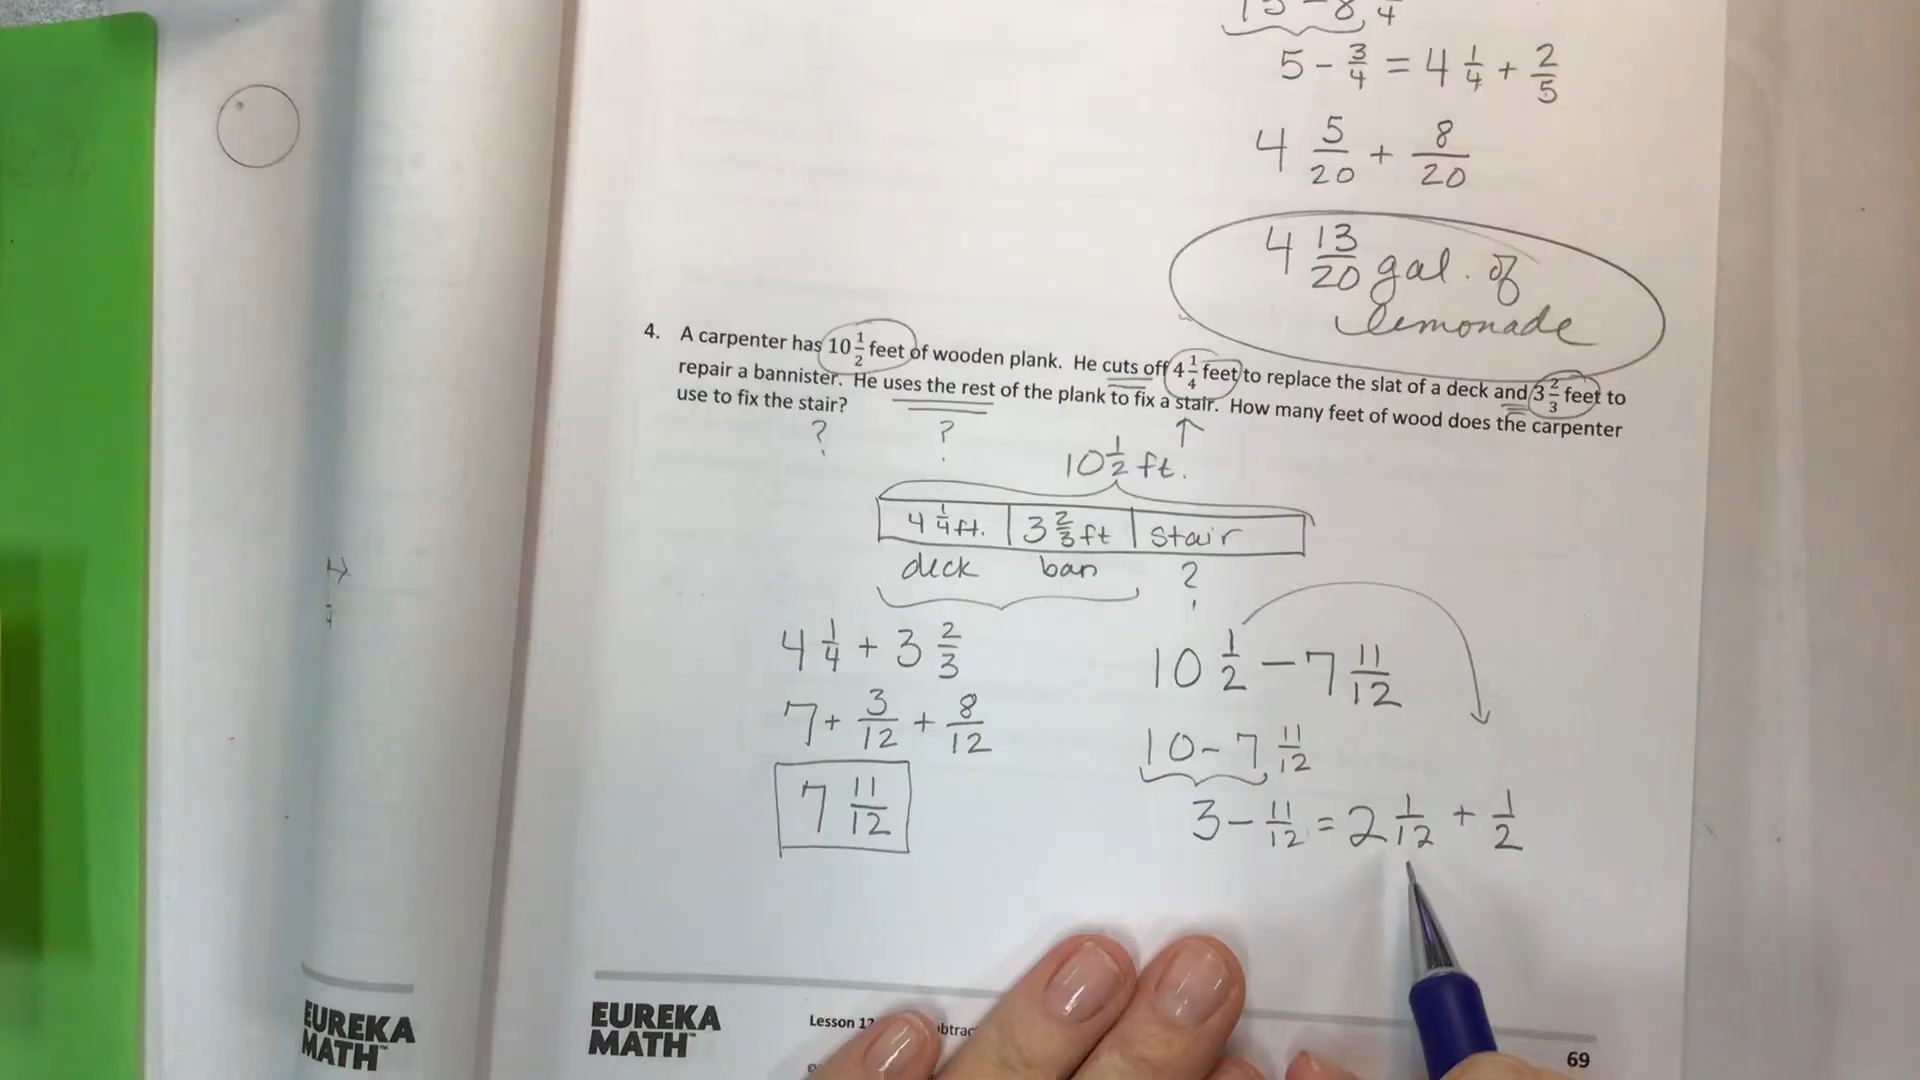 15 - 8 /4
5 - 3/4 = 4 1/4 + 2/5
4 5/20 + 8/20
4 13/20 gal. of
lemonade
4. A carpenter has 10 1/2 feet of wooden plank. He cuts off 4 1/4 feet to replace the slat of a deck and 3 2/3 feet to
repair a bannister. He uses the rest of the plank to fix a stair. How many feet of wood does the carpenter
use to fix the stair?
? ?
10 1/2 ft.
4 1/4 ft. 3 2/3 ft stair
deck ban ?
4 1/4 + 3 2/3
7 + 3/12 + 8/12
7 11/12
10 1/2 - 7 11/12
10 - 7 11/12
3 - 11/12 = 2 1/12 + 1/2
EUREKA
MATH™
EUREKA
MATH™
Lesson 12
69